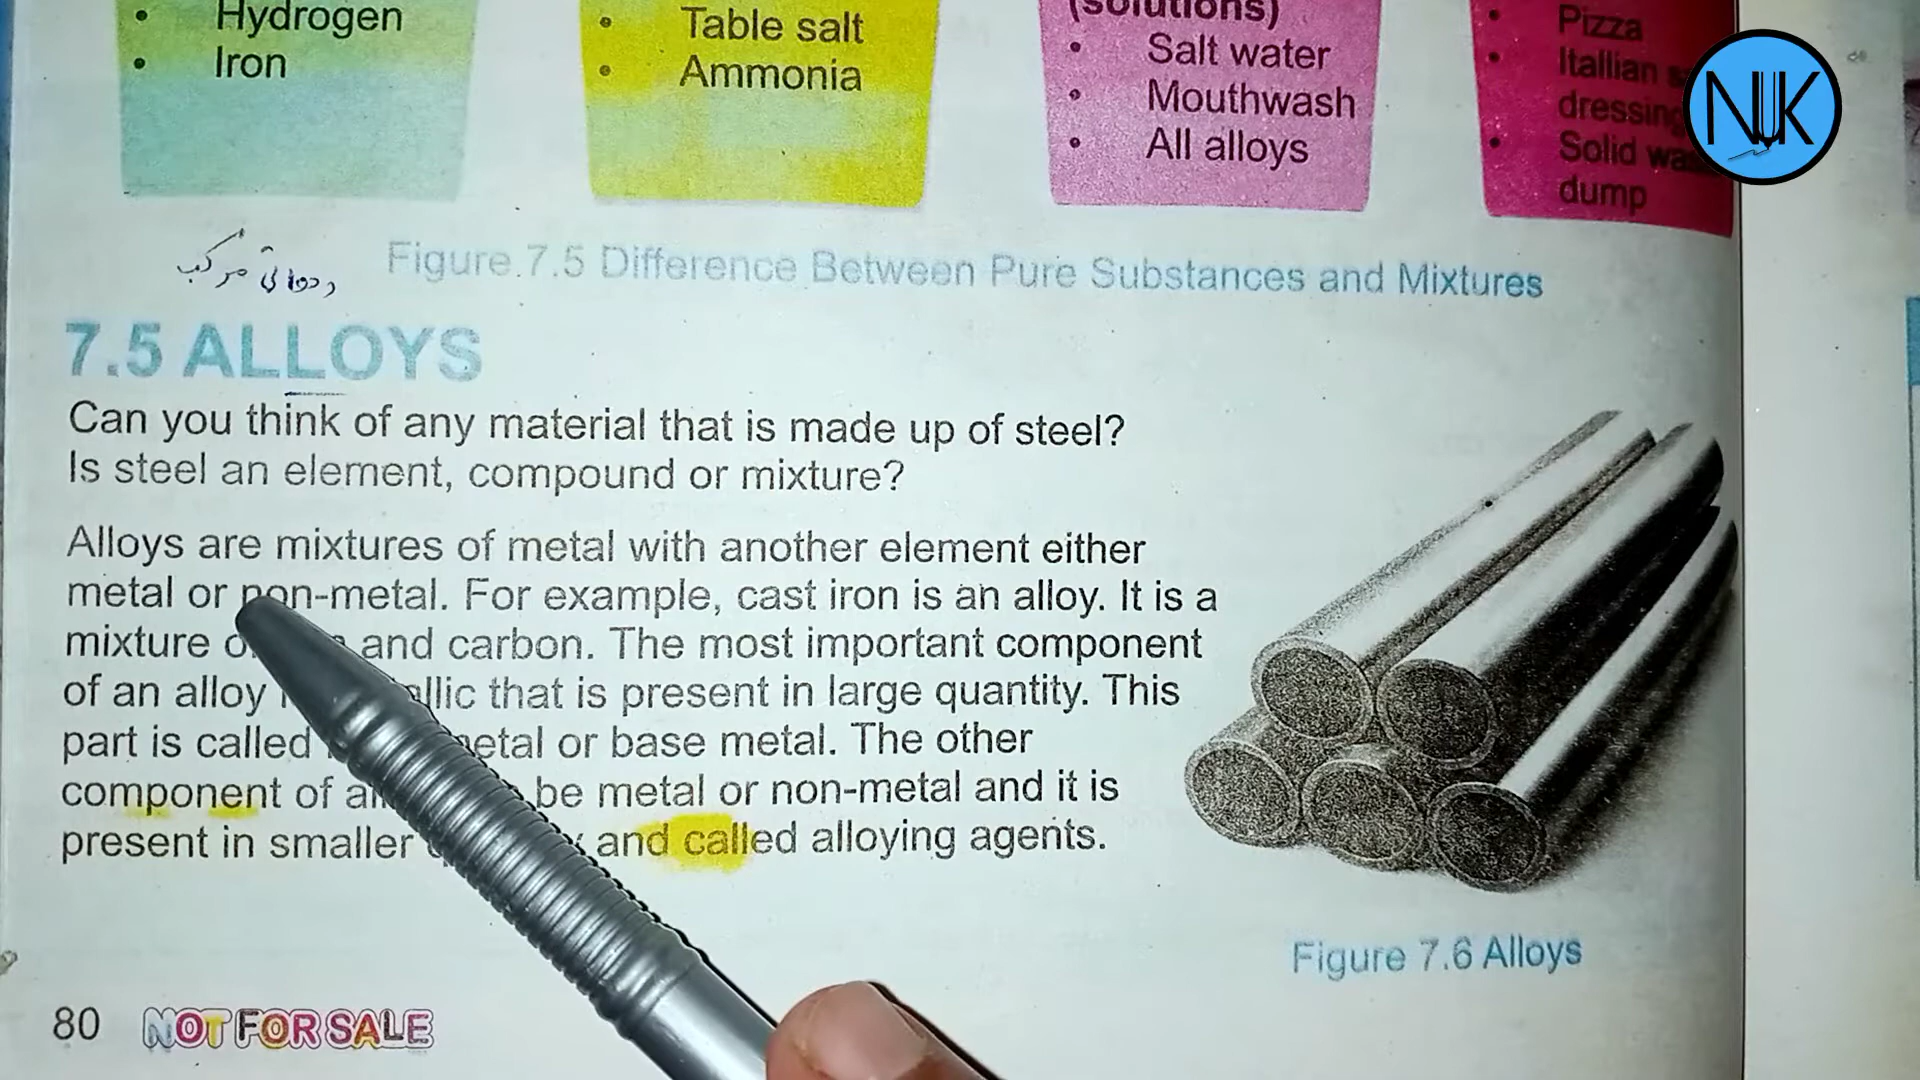 Hydrogen
Iron
Table salt
Ammonia
(solutions)
Salt water
Mouthwash
All alloys
Pizza
Itallian
dressing
Solid
dump
NUK
Figure.7.5 Difference Between Pure Substances and Mixtures
7.5 ALLOYS
Can you think of any material that is made up of steel?
Is steel an element, compound or mixture?
Alloys are mixtures of metal with another element either
metal or non-metal. For example, cast iron is an alloy. It is a
mixture and carbon. The most important component
of an alloy that is present in large quantity. This
part is called metal or base metal. The other
component of be metal or non-metal and it is
present in smaller and called alloying agents.
Figure 7.6 Alloys
80 NOT FOR SALE